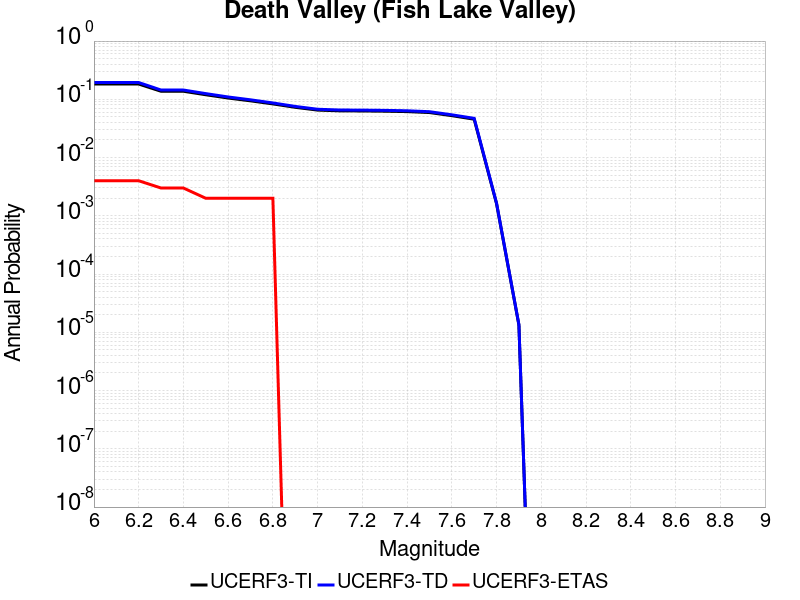 Death Valley (Fish Lake Valley)
10^0
10^-1
10^-2
10^-3
10^-4
10^-5
10^-6
10^-7
10^-8
Annual Probability
6 6.2 6.4 6.6 6.8 7 7.2 7.4 7.6 7.8 8 8.2 8.4 8.6 8.8 9
Magnitude
UCERF3-TI UCERF3-TD UCERF3-ETAS